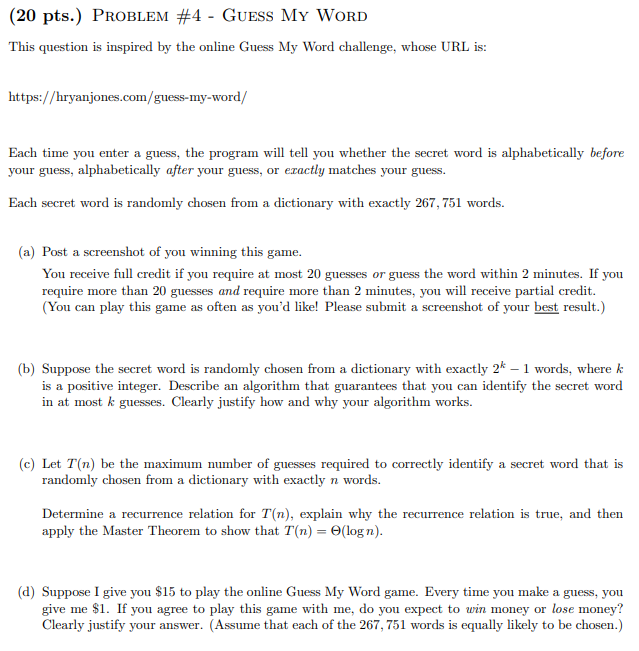 (20 pts.) PROBLEM #4 - GUESS MY WORD
This question is inspired by the online Guess My Word challenge, whose URL is:
https://hryanjones.com/guess-my-word/
Each time you enter a guess, the program will tell you whether the secret word is alphabetically before
your guess, alphabetically after your guess, or exactly matches your guess.
Each secret word is randomly chosen from a dictionary with exactly 267, 751 words.
(a) Post a screenshot of you winning this game.
You receive full credit if you require at most 20 guesses or guess the word within 2 minutes. If you
require more than 20 guesses and require more than 2 minutes, you will receive partial credit.
(You can play this game as often as you'd like! Please submit a screenshot of your best result.)
(b) Suppose the secret word is randomly chosen from a dictionary with exactly 2^k − 1 words, where k
is a positive integer. Describe an algorithm that guarantees that you can identify the secret word
in at most k guesses. Clearly justify how and why your algorithm works.
(c) Let T(n) be the maximum number of guesses required to correctly identify a secret word that is
randomly chosen from a dictionary with exactly n words.
Determine a recurrence relation for T(n), explain why the recurrence relation is true, and then
apply the Master Theorem to show that T(n) = Θ(log n).
(d) Suppose I give you $15 to play the online Guess My Word game. Every time you make a guess, you
give me $1. If you agree to play this game with me, do you expect to win money or lose money?
Clearly justify your answer. (Assume that each of the 267, 751 words is equally likely to be chosen.)